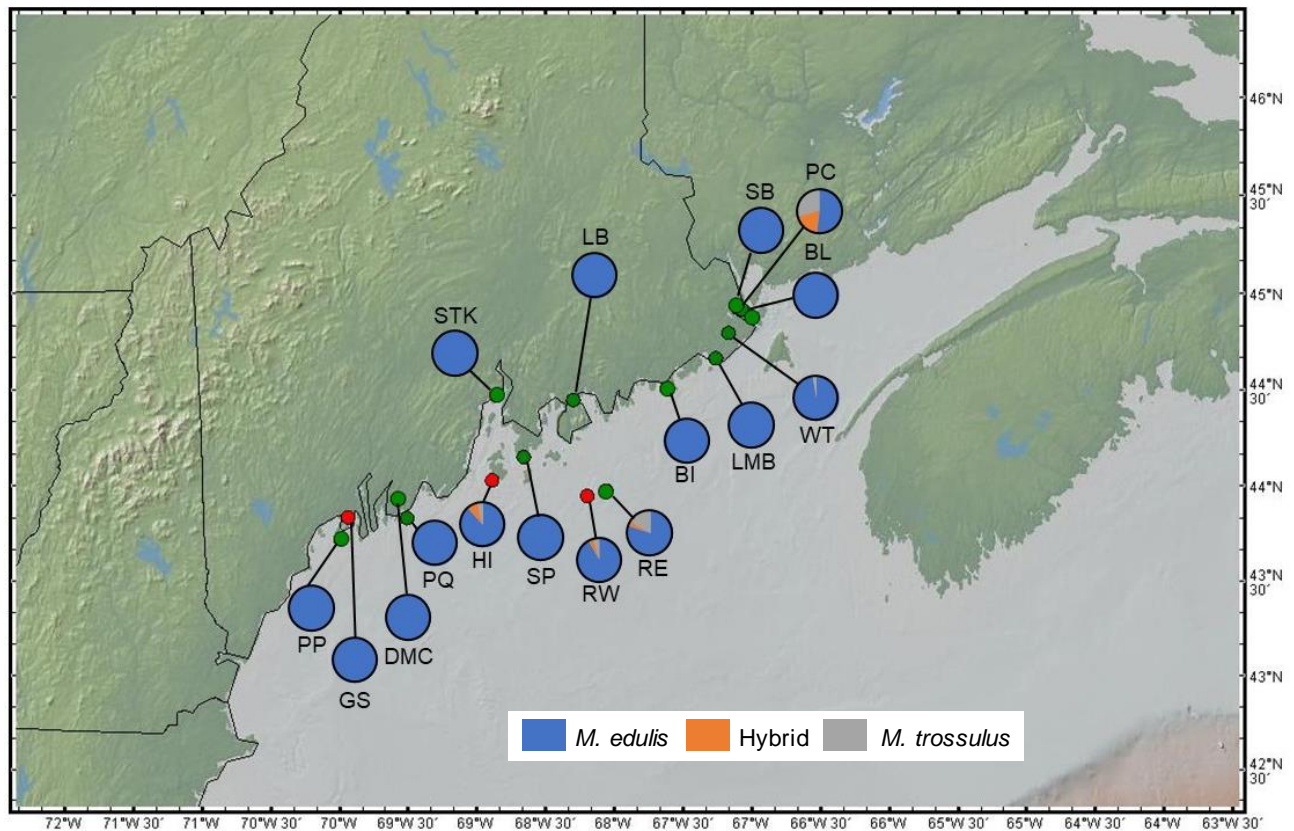 46°N
PC
SB
45°N
30´
LB
BL
45°N
STK
44°N
30´
WT
LMB
BI
44°N
HI
PQ
SP
RE
RW
43°N
30´
PP
DMC
GS
43°N
M. edulis Hybrid M. trossulus
42°N
30´
72°W 71°W 30´ 71°W 70°W 30´ 70°W 69°W 30´ 69°W 68°W 30´ 68°W 67°W 30´ 67°W 66°W 30´ 66°W 65°W 30´ 65°W 64°W 30´ 64°W 63°W 30´